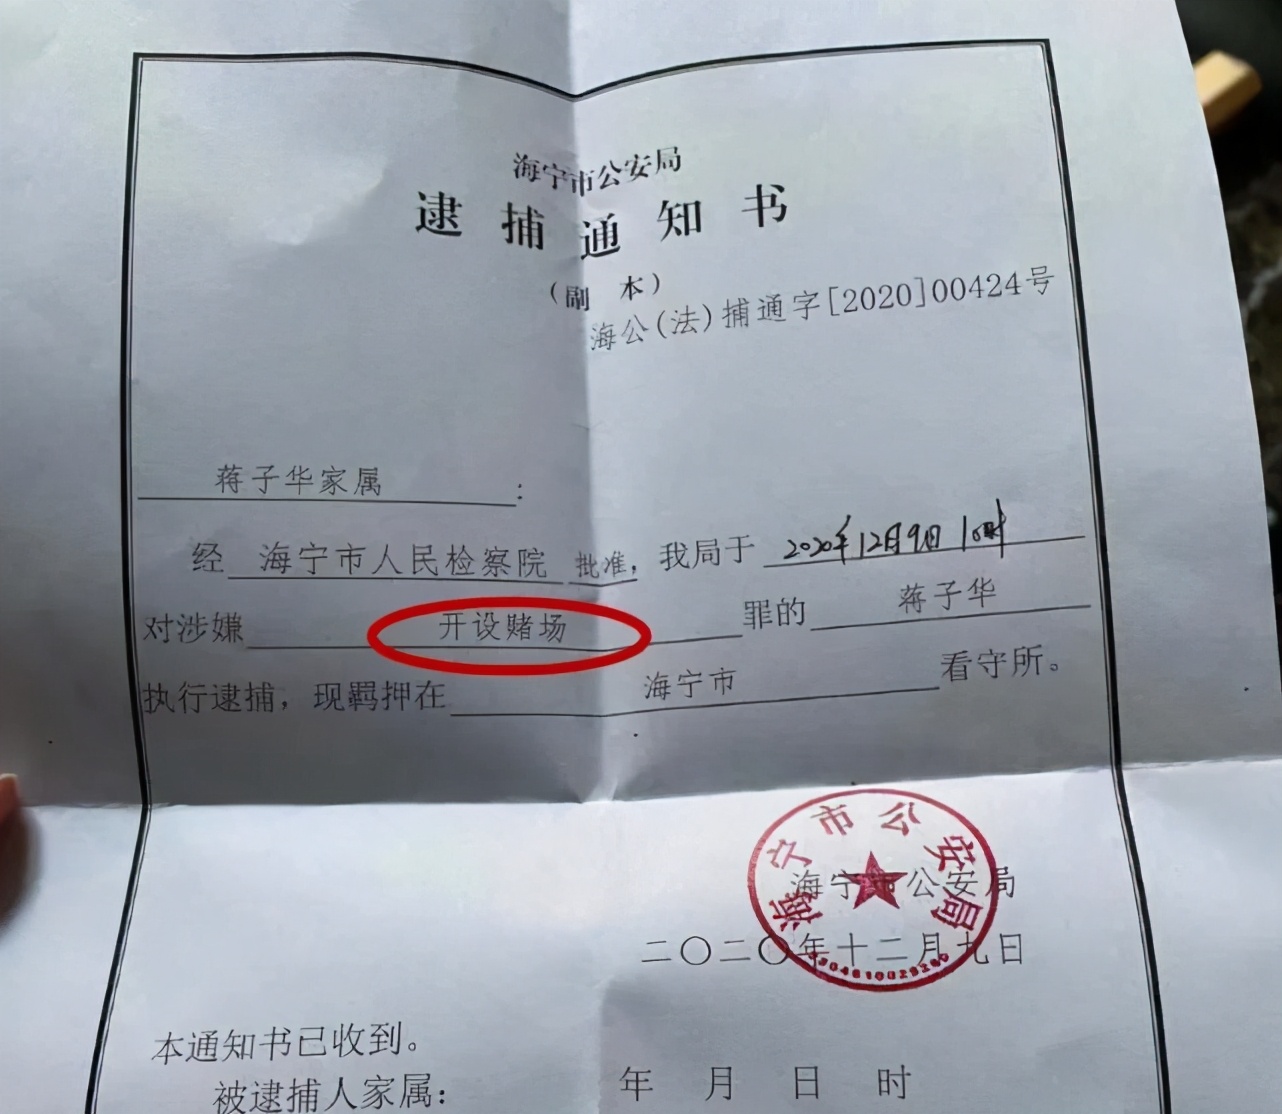 海宁市公安局
逮捕通知书
（副本）
海公(法)捕通字[2020]00424号
蒋子华家属：
经 海宁市人民检察院 批准，我局于 2020年12月9日 10时
对涉嫌 开设赌场 罪的 蒋子华
执行逮捕，现羁押在 海宁市 看守所。
海宁市公安局
海宁市公安局
二〇二〇年十二月九日
本通知书已收到。
被逮捕人家属： 年 月 日 时